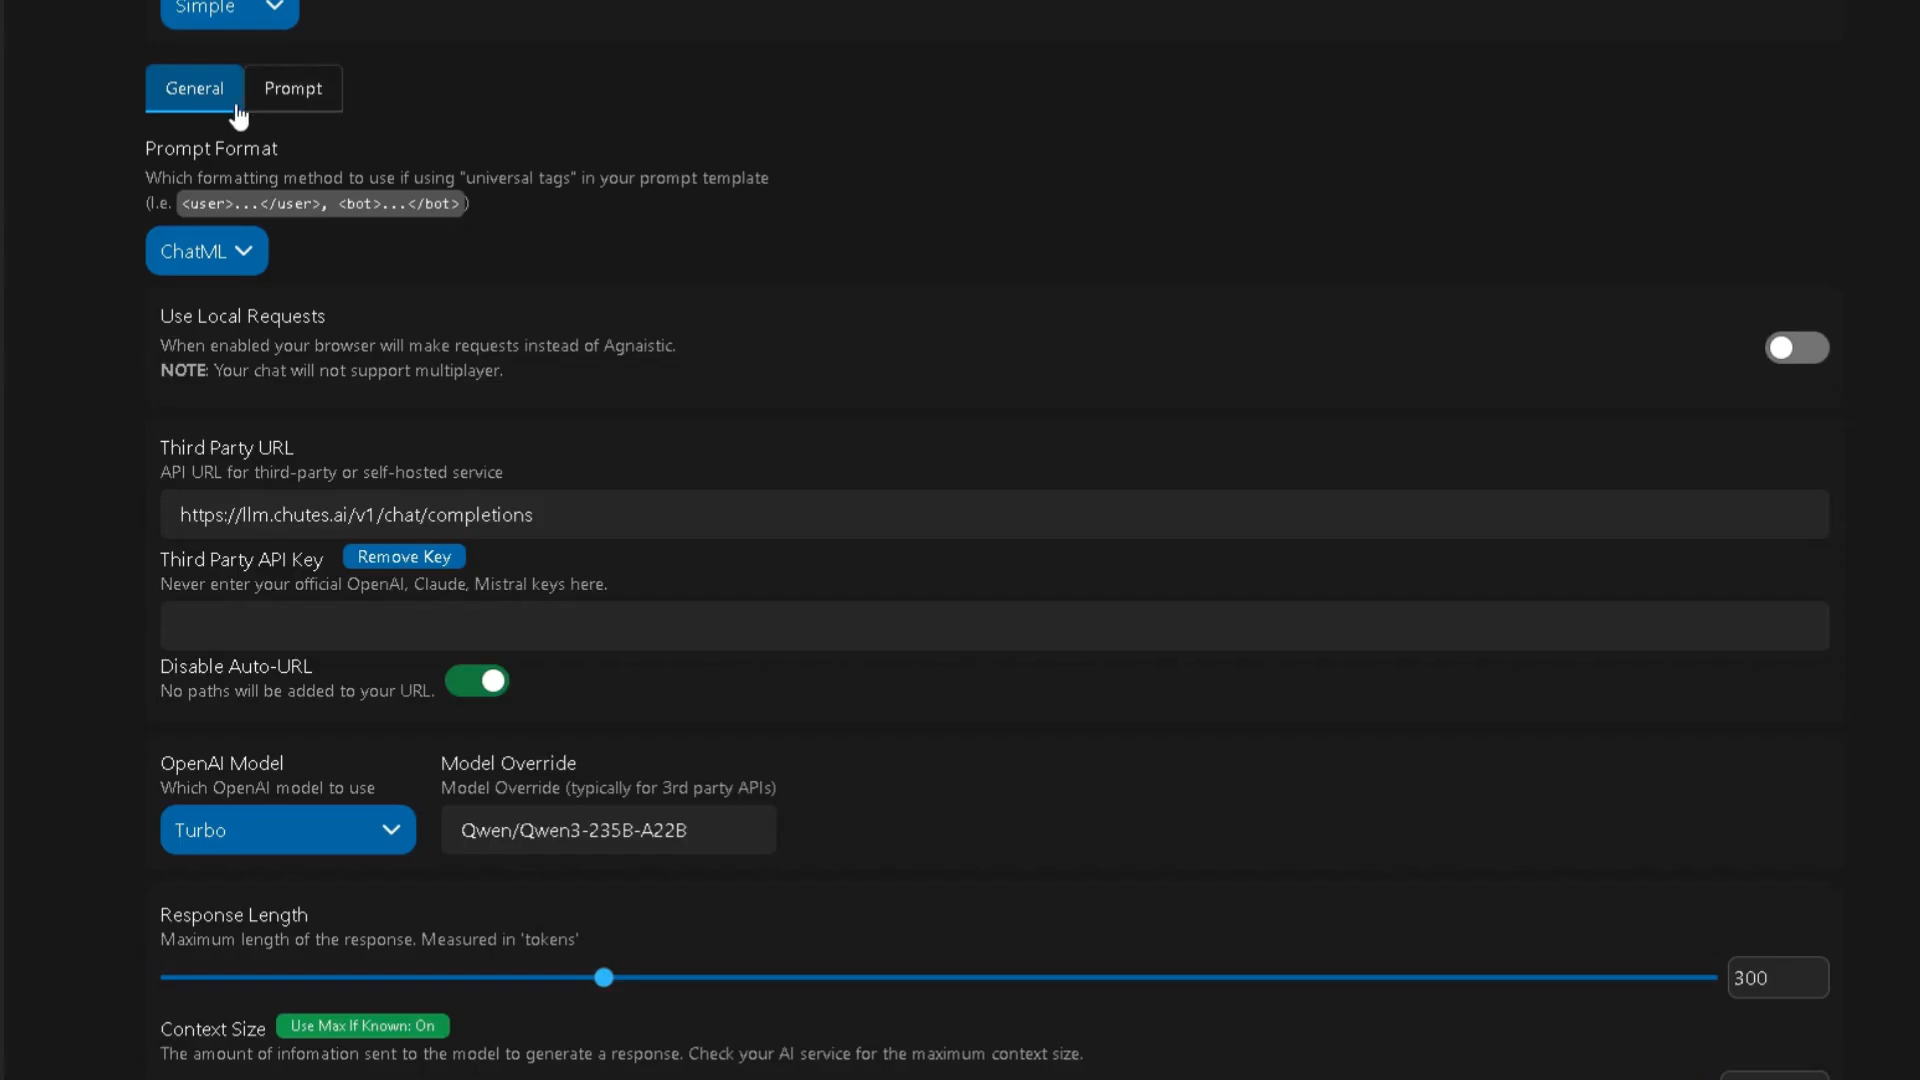 Simple
General
Prompt
Prompt Format
Which formatting method to use if using "universal tags" in your prompt template
(I.e. <user>...</user>, <bot>...</bot>)
ChatML
Use Local Requests
When enabled your browser will make requests instead of Agnaistic.
NOTE: Your chat will not support multiplayer.
Third Party URL
API URL for third-party or self-hosted service
https://llm.chutes.ai/v1/chat/completions
Third Party API Key
Remove Key
Never enter your official OpenAI, Claude, Mistral keys here.
Disable Auto-URL
No paths will be added to your URL.
OpenAI Model
Which OpenAI model to use
Turbo
Model Override
Model Override (typically for 3rd party APIs)
Qwen/Qwen3-235B-A22B
Response Length
Maximum length of the response. Measured in 'tokens'
300
Context Size
Use Max If Known: On
The amount of infomation sent to the model to generate a response. Check your AI service for the maximum context size.